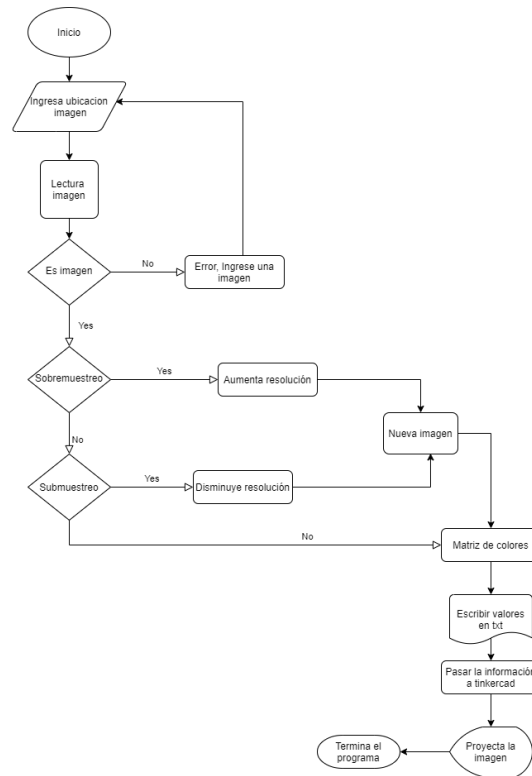 Inicio
Ingresa ubicacion
imagen
Lectura
imagen
Es imagen
No
Error, Ingrese una
imagen
Yes
Sobremuestreo
Yes
Aumenta resolución
Nueva imagen
No
Submuestreo
Yes
Disminuye resolución
No
Matriz de colores
Escribir valores
en txt
Pasar la información
a tinkercad
Proyecta la
imagen
Termina el
programa